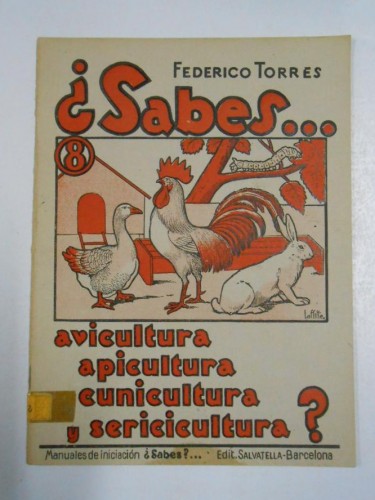 FEDERICO TORRES
¿Sabes...
8
avicultura
apicultura
cunicultura
y sericicultura?
Manuales de Iniciación ¿Sabes?... Edit. SALVATELLA-Barcelona